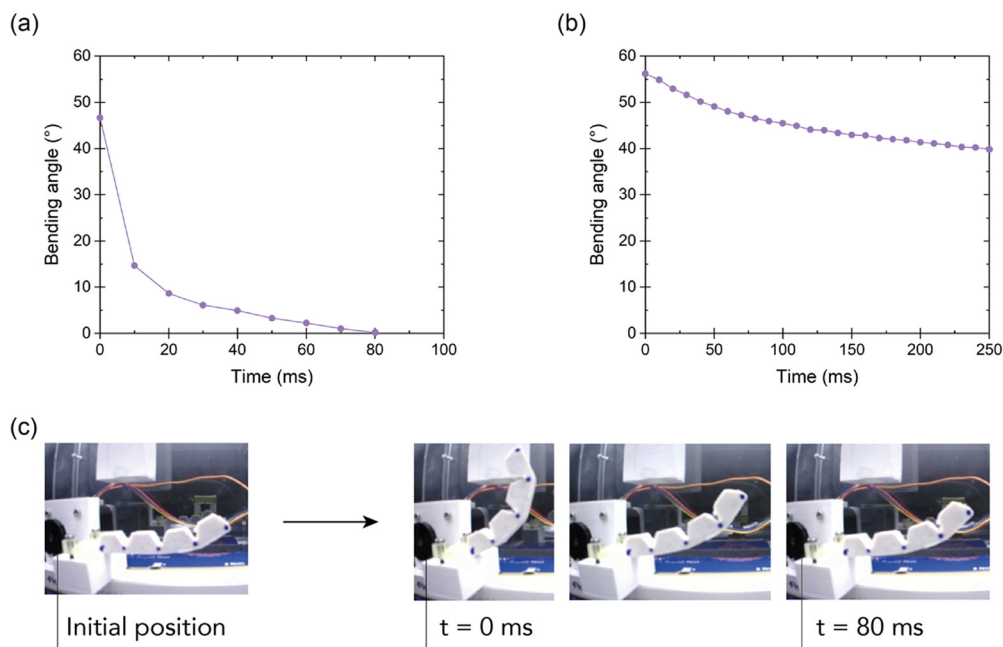 (a)
60
50
40
30
20
10
0
Bending angle (°)
0 20 40 60 80 100
Time (ms)
(b)
60
50
40
30
20
10
0
Bending angle (°)
0 50 100 150 200 250
Time (ms)
(c)
Initial position
t = 0 ms
t = 80 ms